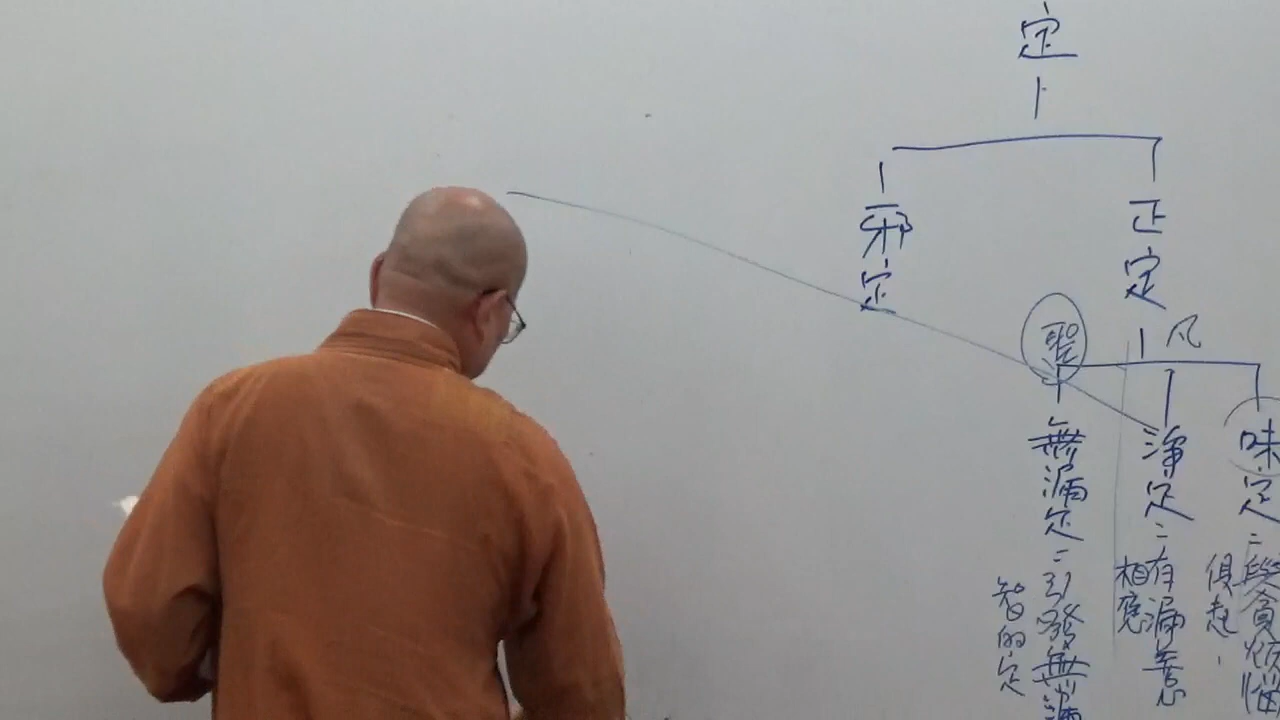 定
正定
邪定
凡
聖
味定=與貪煩惱
俱起
淨定=有漏善
相應
無漏定=引發無漏
智的定